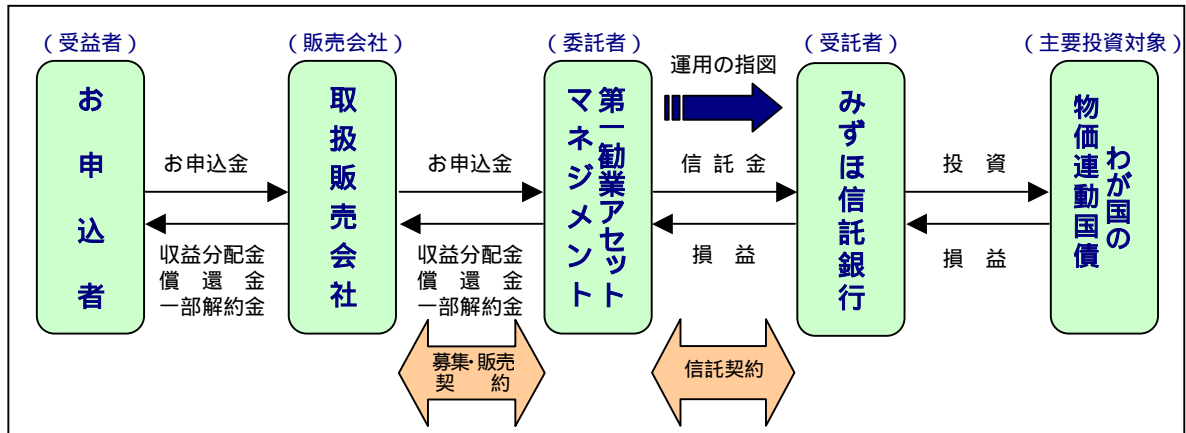 （受益者）
（販売会社）
（委託者）
（受託者）
（主要投資対象）
お申込者
取扱販売会社
第一勧業アセット
マネジメント
みずほ信託銀行
わが国の
物価連動国債
運用の指図
お申込金
お申込金
信託金
投資
収益分配金
償還金
一部解約金
収益分配金
償還金
一部解約金
損益
損益
募集・販売
契約
信託契約